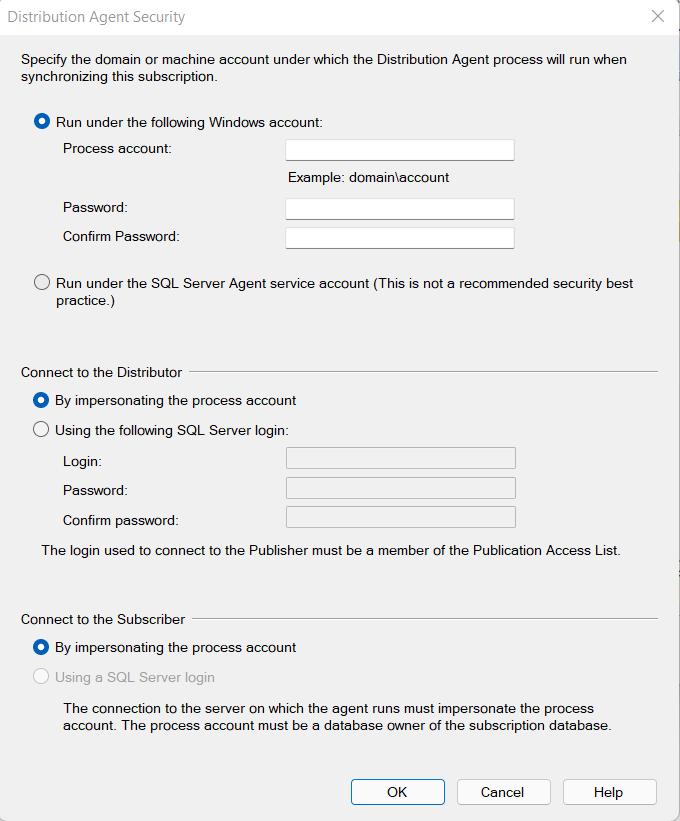 Distribution Agent Security
Specify the domain or machine account under which the Distribution Agent process will run when
synchronizing this subscription.
Run under the following Windows account:
Process account:
Example: domain\account
Password:
Confirm Password:
Run under the SQL Server Agent service account (This is not a recommended security best
practice.)
Connect to the Distributor
By impersonating the process account
Using the following SQL Server login:
Login:
Password:
Confirm password:
The login used to connect to the Publisher must be a member of the Publication Access List.
Connect to the Subscriber
By impersonating the process account
Using a SQL Server login
The connection to the server on which the agent runs must impersonate the process
account. The process account must be a database owner of the subscription database.
OK
Cancel
Help